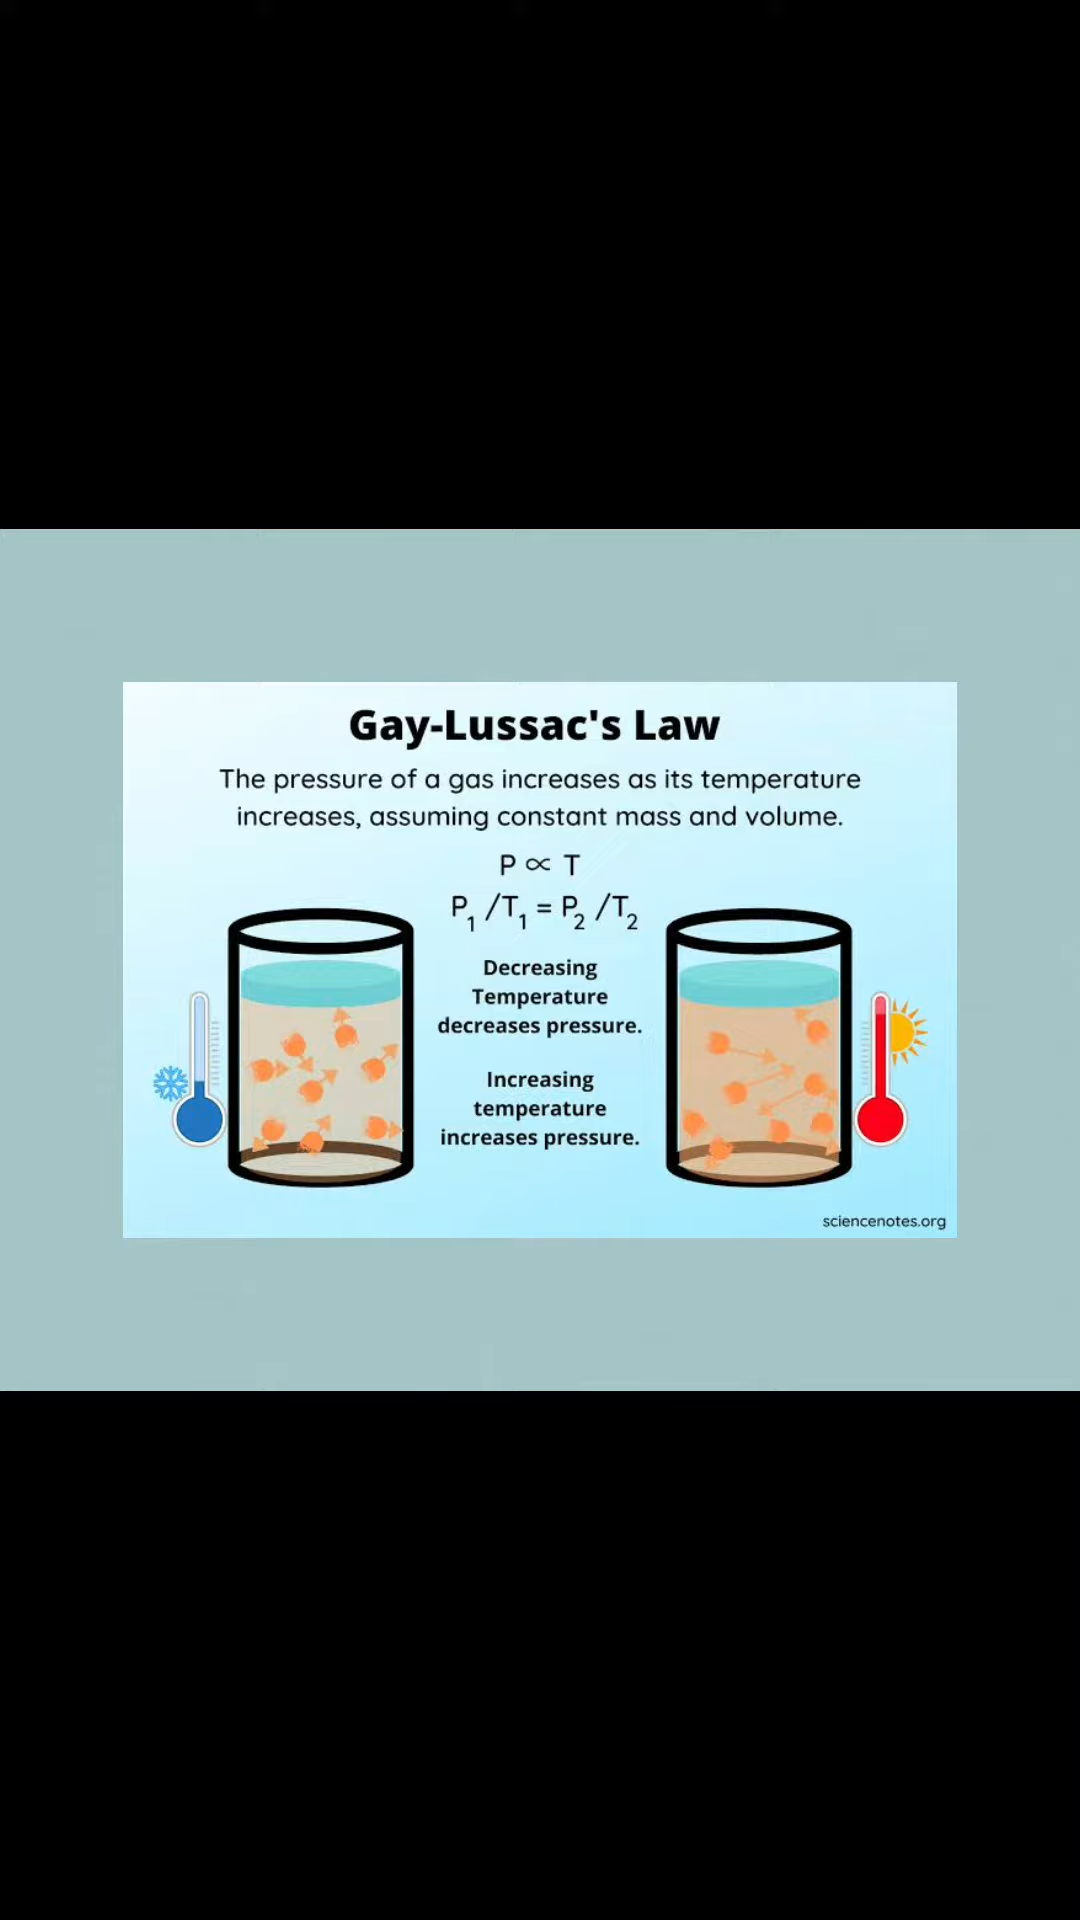 Gay-Lussac's Law
The pressure of a gas increases as its temperature
increases, assuming constant mass and volume.
P ∝ T
P₁ /T₁ = P₂ /T₂
Decreasing
Temperature
decreases pressure.
Increasing
temperature
increases pressure.
sciencenotes.org